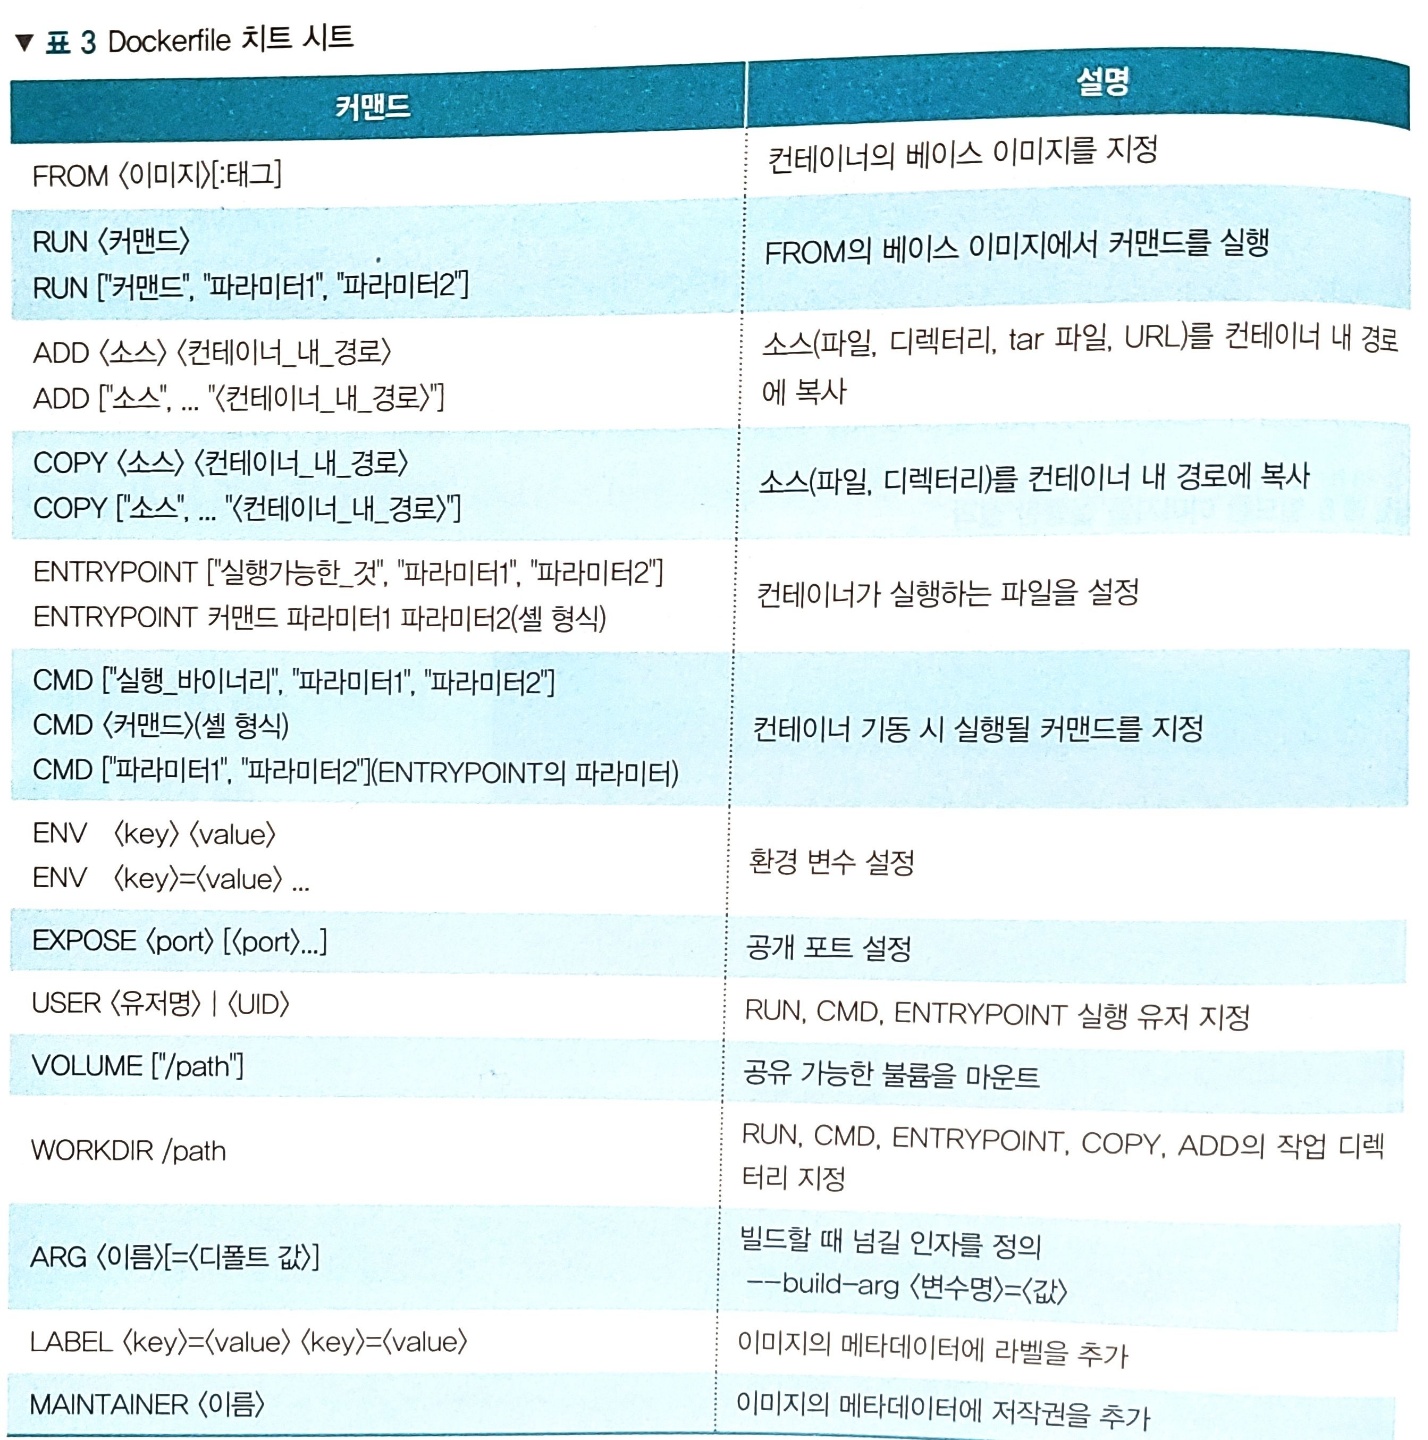 ▼ 표 3 Dockerfile 치트 시트
커맨드
설명
FROM 〈이미지〉[:태그]
컨테이너의 베이스 이미지를 지정
RUN 〈커맨드〉
RUN ["커맨드", "파라미터1", "파라미터2"]
FROM의 베이스 이미지에서 커맨드를 실행
ADD 〈소스〉 〈컨테이너_내_경로〉
ADD ["소스", ... "〈컨테이너_내_경로〉"]
소스(파일, 디렉터리, tar 파일, URL)를 컨테이너 내 경로
에 복사
COPY 〈소스〉 〈컨테이너_내_경로〉
COPY ["소스", ... "〈컨테이너_내_경로〉"]
소스(파일, 디렉터리)를 컨테이너 내 경로에 복사
ENTRYPOINT ["실행가능한_것", "파라미터1", "파라미터2"]
ENTRYPOINT 커맨드 파라미터1 파라미터2(셸 형식)
컨테이너가 실행하는 파일을 설정
CMD ["실행_바이너리", "파라미터1", "파라미터2"]
CMD 〈커맨드〉(셸 형식)
CMD ["파라미터1", "파라미터2"](ENTRYPOINT의 파라미터)
컨테이너 기동 시 실행될 커맨드를 지정
ENV 〈key〉 〈value〉
ENV 〈key〉=〈value〉 ...
환경 변수 설정
EXPOSE 〈port〉 [〈port〉...]
공개 포트 설정
USER 〈유저명〉 | 〈UID〉
RUN, CMD, ENTRYPOINT 실행 유저 지정
VOLUME ["/path"]
공유 가능한 볼륨을 마운트
WORKDIR /path
RUN, CMD, ENTRYPOINT, COPY, ADD의 작업 디렉
터리 지정
ARG 〈이름〉[=〈디폴트 값〉]
빌드할 때 넘길 인자를 정의
--build-arg 〈변수명〉=〈값〉
LABEL 〈key〉=〈value〉 〈key〉=〈value〉
이미지의 메타데이터에 라벨을 추가
MAINTAINER 〈이름〉
이미지의 메타데이터에 저작권을 추가